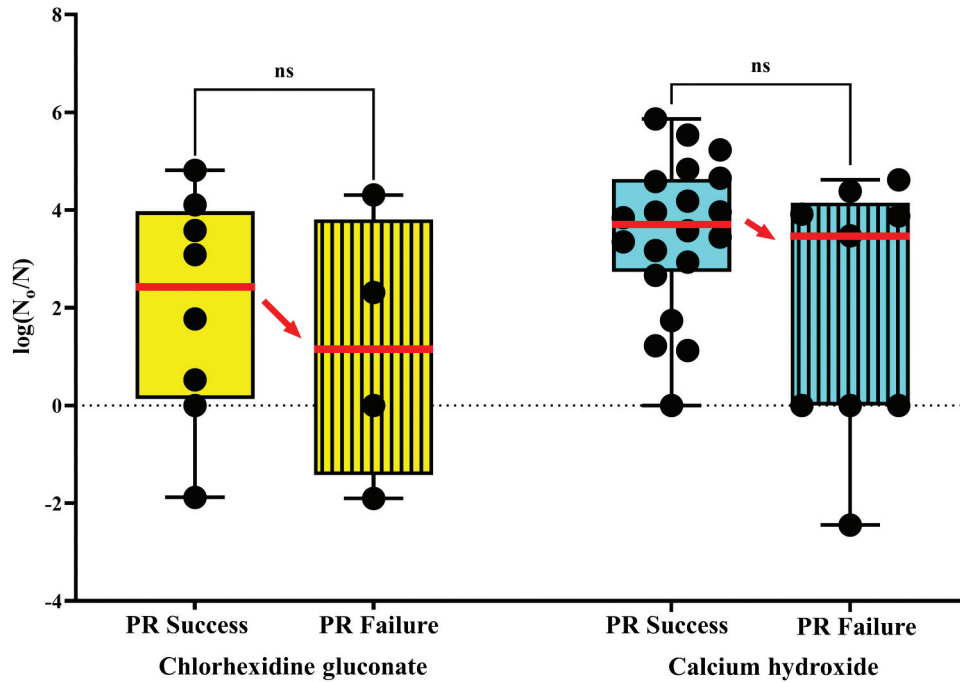 8
6
4
2
0
-2
-4
log(N₀/N)
ns
ns
PR Success
PR Failure
PR Success
PR Failure
Chlorhexidine gluconate
Calcium hydroxide